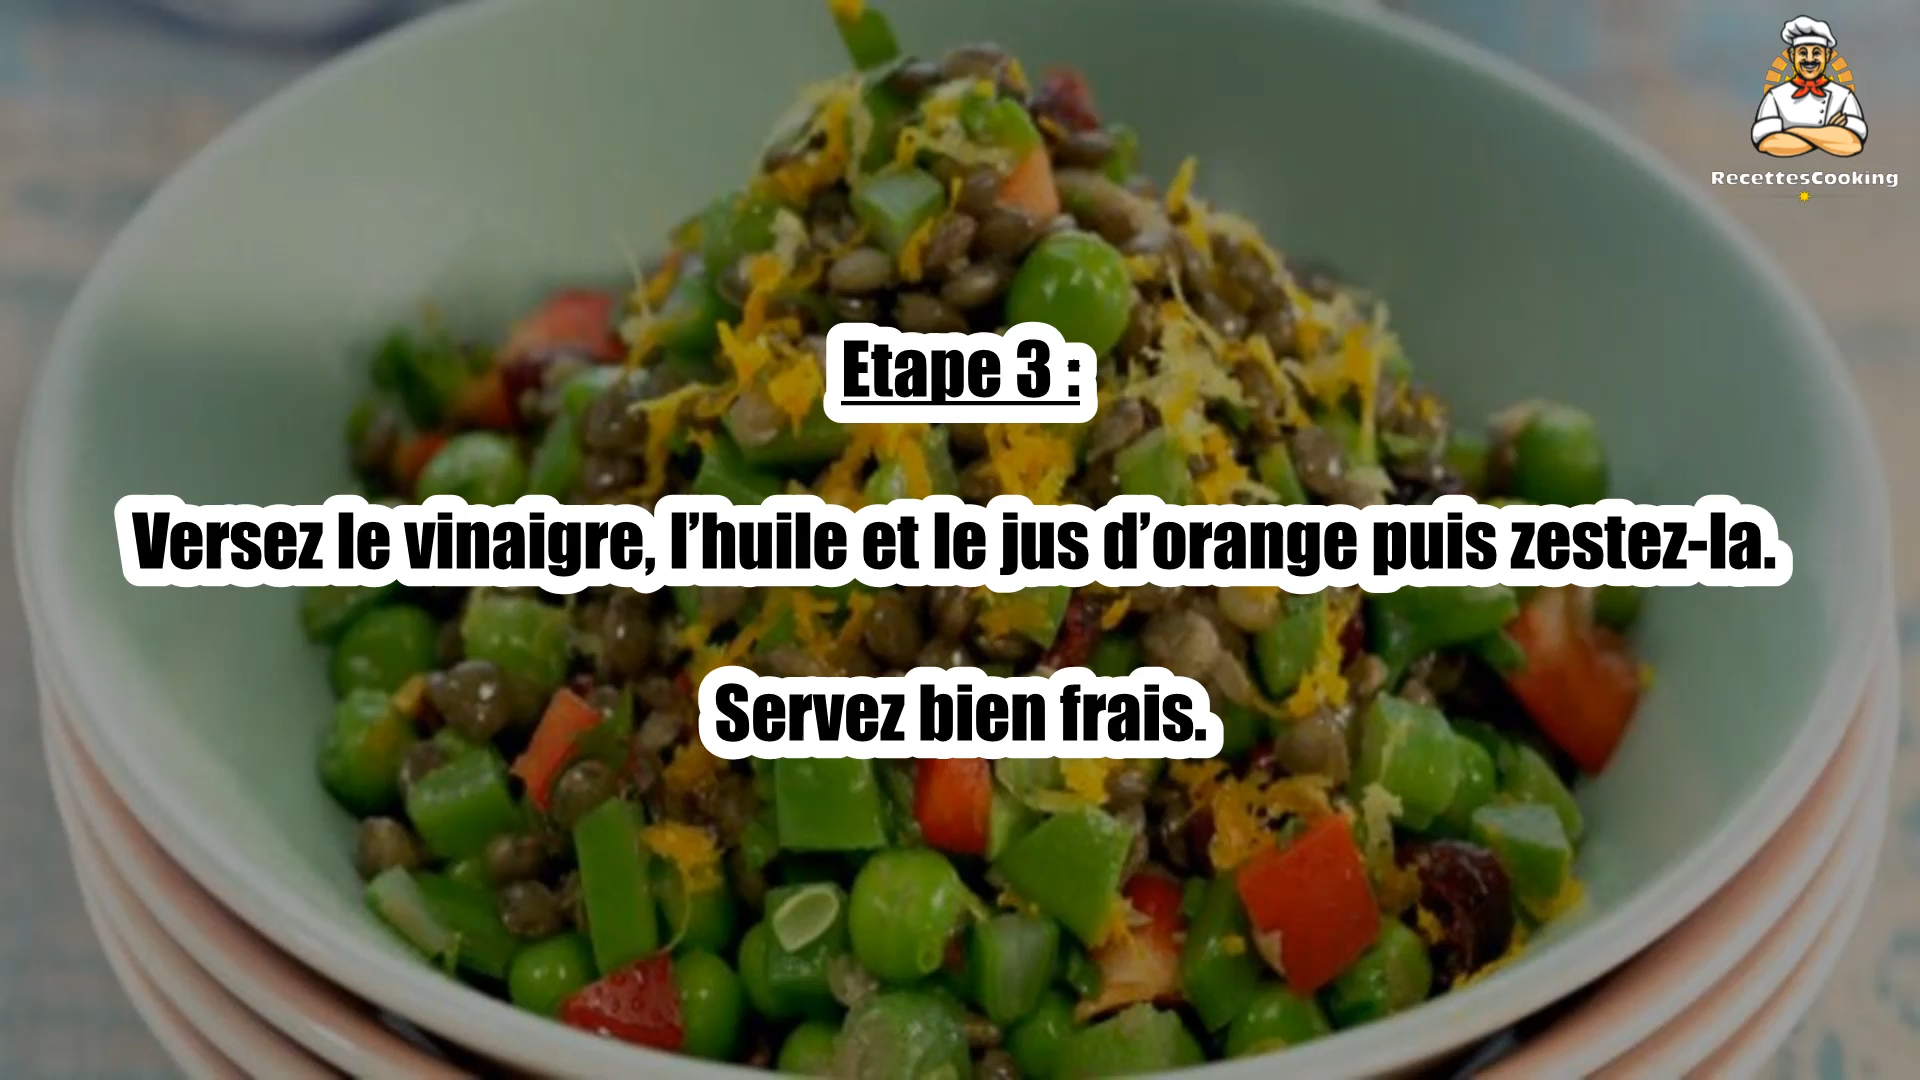 RecettesCooking
Etape 3 :
Versez le vinaigre, l’huile et le jus d’orange puis zestez-la.
Servez bien frais.